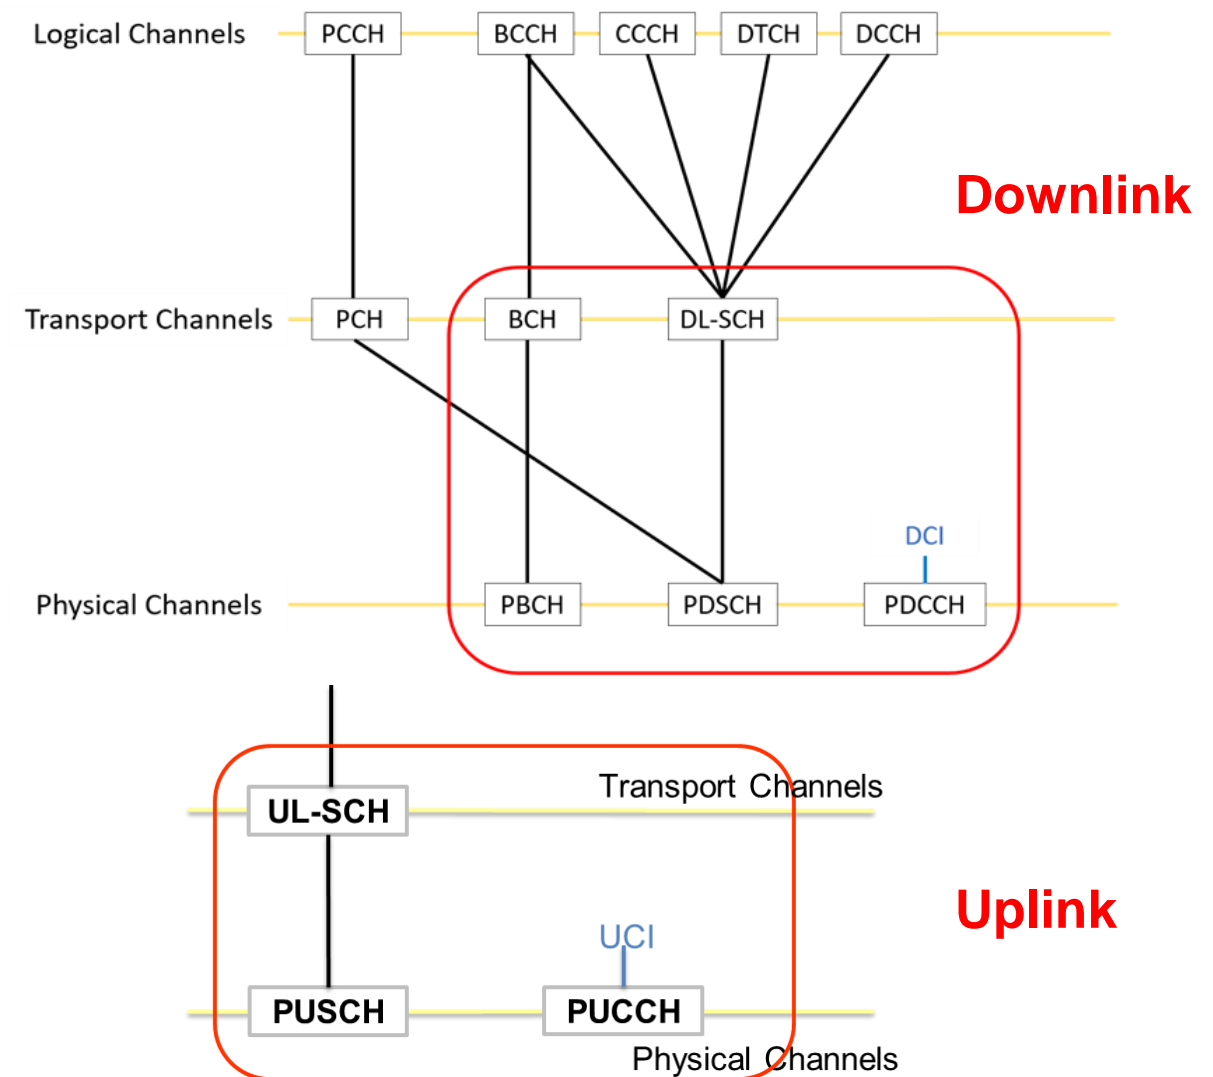 Logical Channels PCCH BCCH CCCH DTCH DCCH
Downlink
Transport Channels PCH BCH DL-SCH
DCI
Physical Channels PBCH PDSCH PDCCH
Transport Channels
UL-SCH
Uplink
UCI
PUSCH PUCCH
Physical Channels